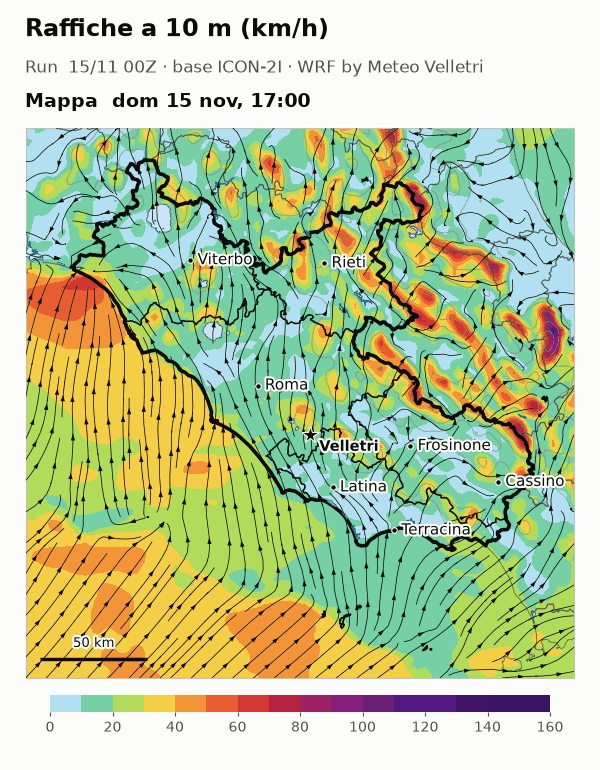 Raffiche a 10 m (km/h)
Run  15/11 00Z · base ICON-2I · WRF by Meteo Velletri
Mappa  dom 15 nov, 17:00
Viterbo
Rieti
Roma
Velletri
Frosinone
Latina
Cassino
Terracina
50 km
0 20 40 60 80 100 120 140 160